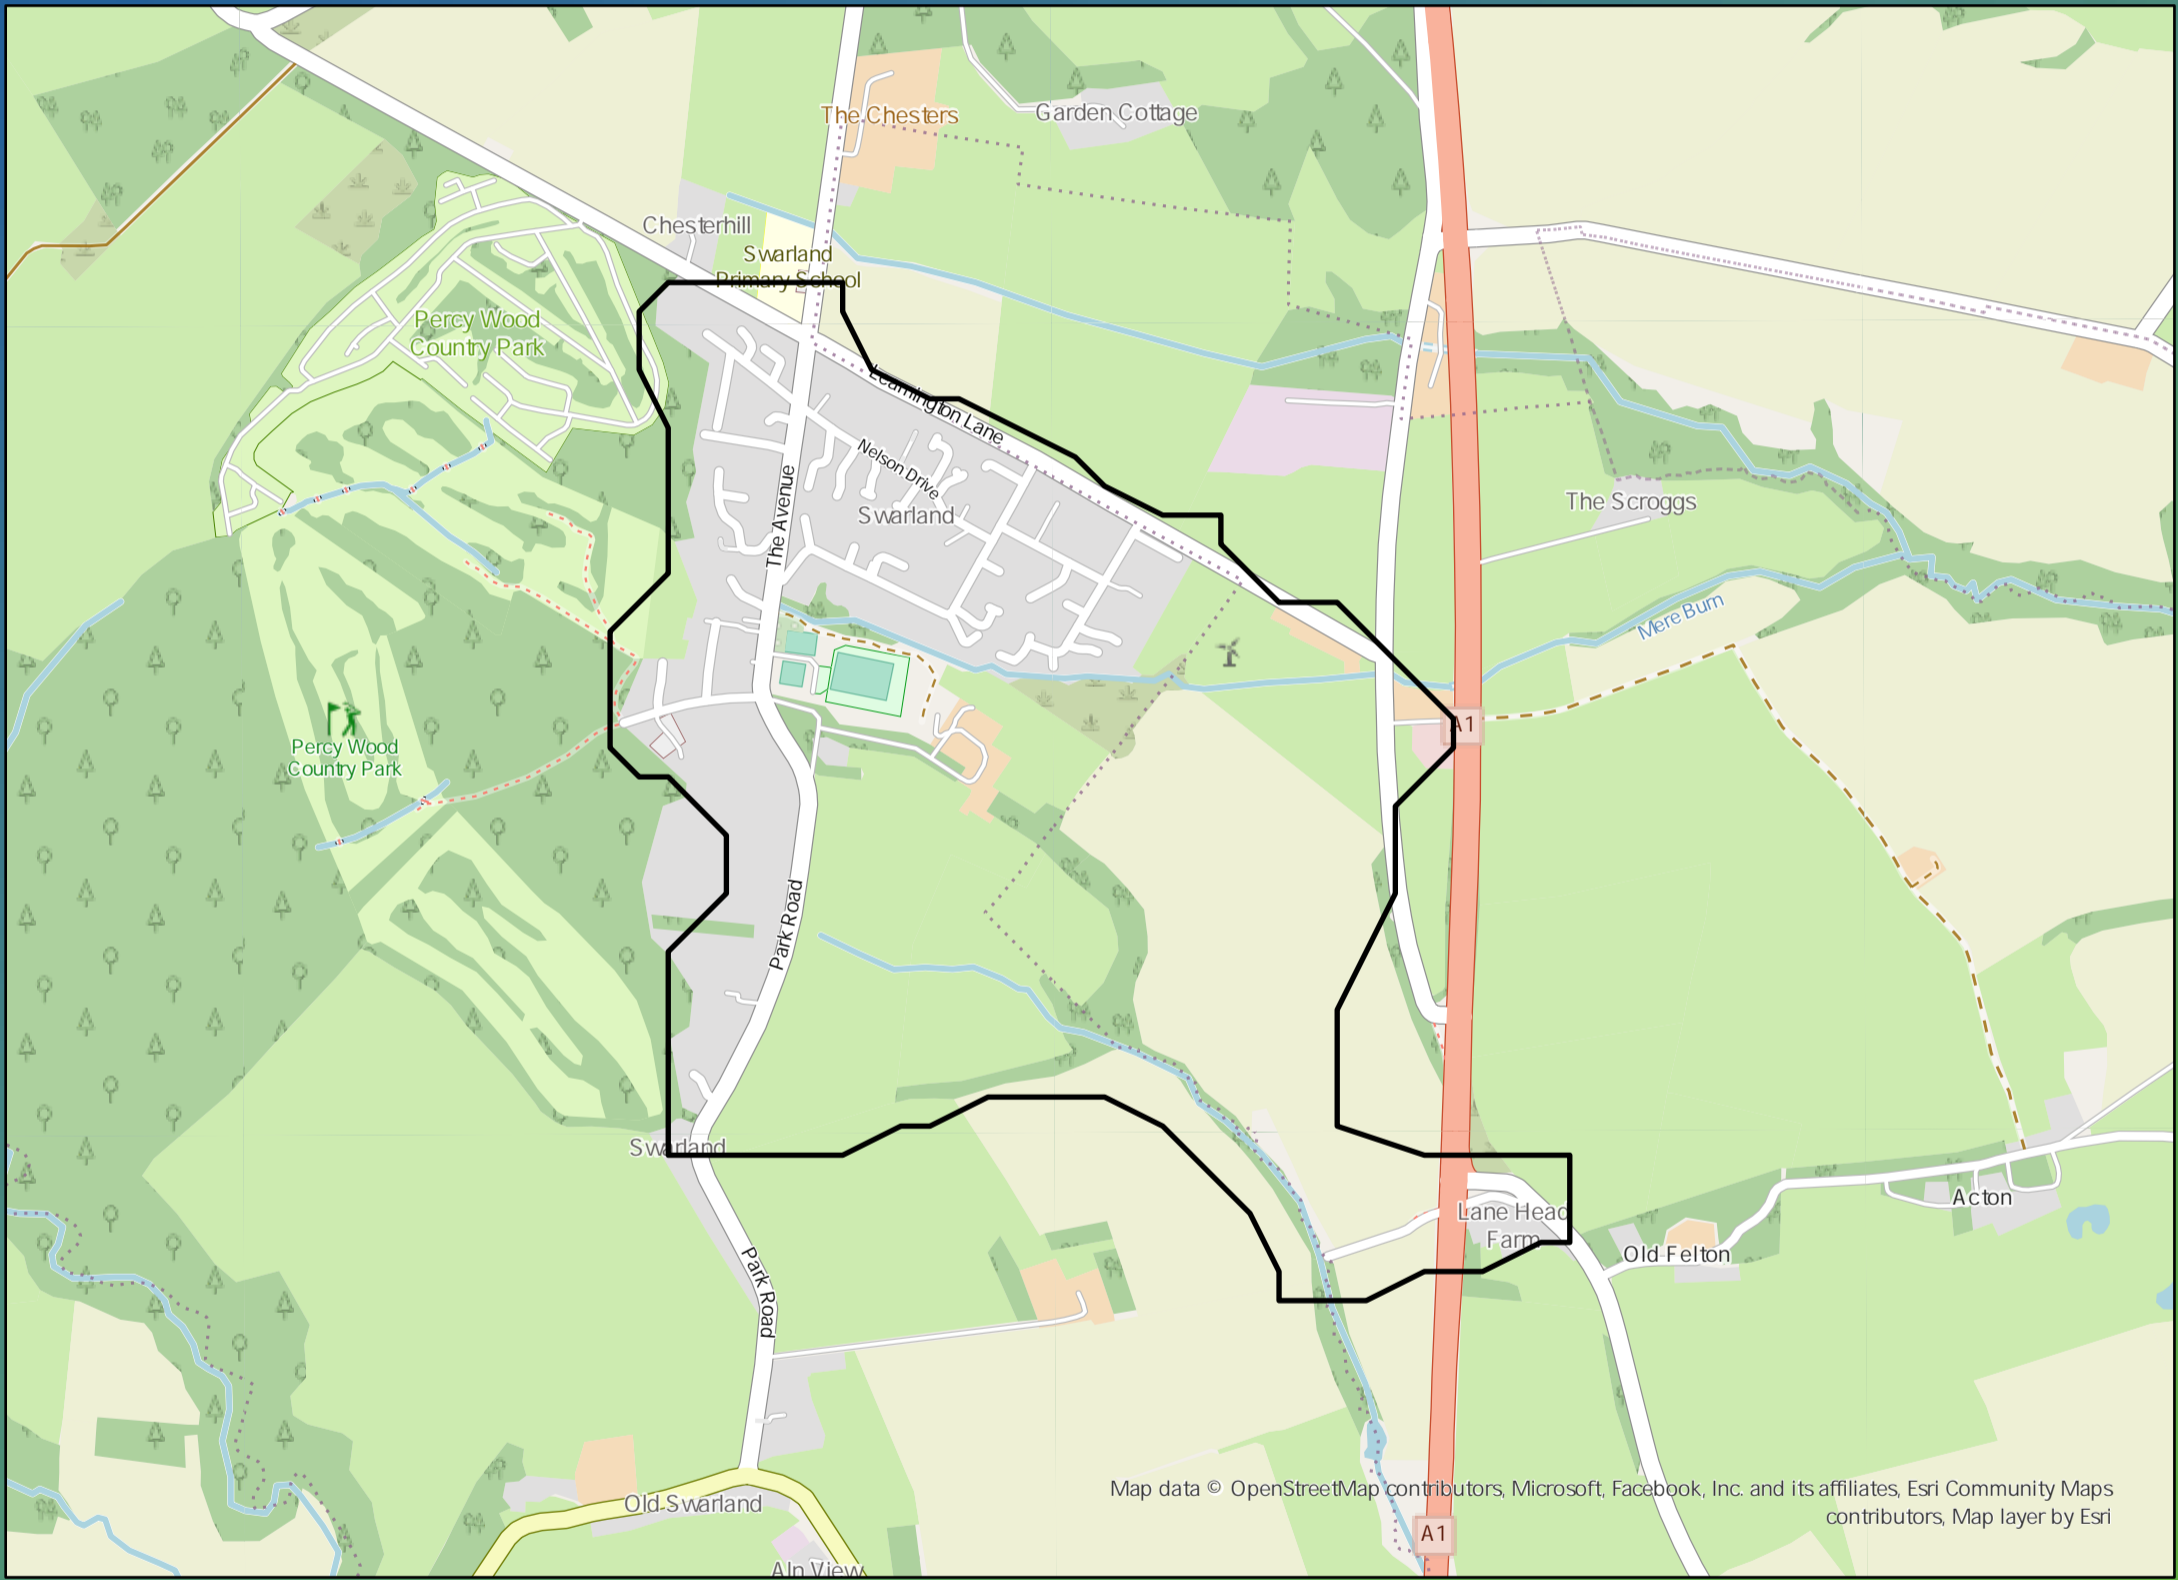 The Chesters
Garden Cottage
Chesterhill
Swarland
Primary School
Percy Wood
Country Park
Leamington Lane
Nelson Drive
Swarland
The Avenue
The Scroggs
Mere Burn
A1
Percy Wood
Country Park
Park Road
Swarland
Lane Head
Farm
Acton
Old Felton
Park Road
Map data © OpenStreetMap contributors, Microsoft, Facebook, Inc. and its affiliates, Esri Community Maps
contributors, Map layer by Esri
Old Swarland
A1
Aln View